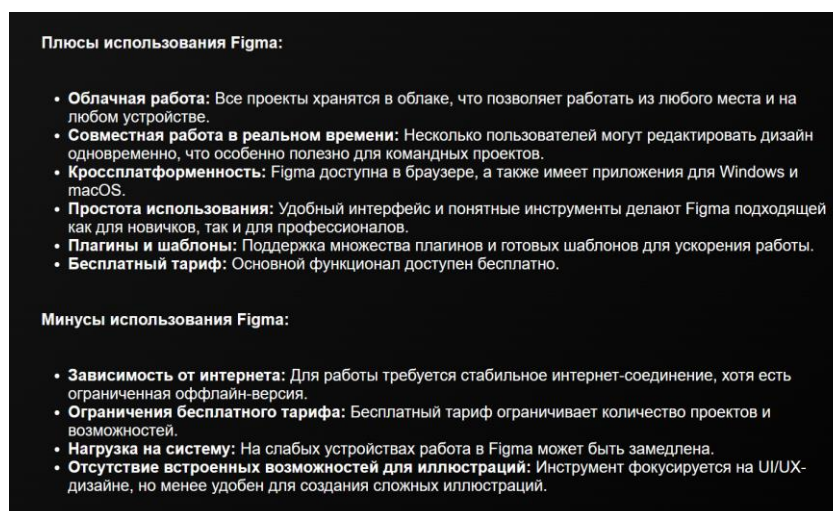 Плюсы использования Figma:
• Облачная работа: Все проекты хранятся в облаке, что позволяет работать из любого места и на
любом устройстве.
• Совместная работа в реальном времени: Несколько пользователей могут редактировать дизайн
одновременно, что особенно полезно для командных проектов.
• Кроссплатформенность: Figma доступна в браузере, а также имеет приложения для Windows и
macOS.
• Простота использования: Удобный интерфейс и понятные инструменты делают Figma подходящей
как для новичков, так и для профессионалов.
• Плагины и шаблоны: Поддержка множества плагинов и готовых шаблонов для ускорения работы.
• Бесплатный тариф: Основной функционал доступен бесплатно.
Минусы использования Figma:
• Зависимость от интернета: Для работы требуется стабильное интернет-соединение, хотя есть
ограниченная оффлайн-версия.
• Ограничения бесплатного тарифа: Бесплатный тариф ограничивает количество проектов и
возможностей.
• Нагрузка на систему: На слабых устройствах работа в Figma может быть замедлена.
• Отсутствие встроенных возможностей для иллюстраций: Инструмент фокусируется на UI/UX-
дизайне, но менее удобен для создания сложных иллюстраций.